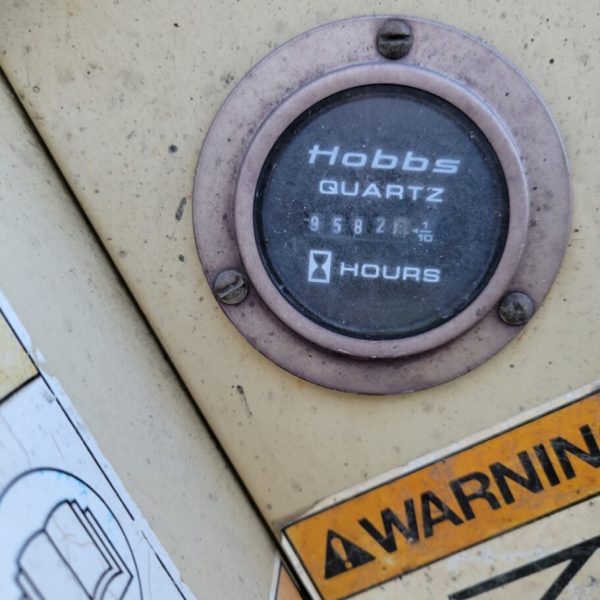 Hobbs
QUARTZ
9582 1/10
HOURS
WARNIN